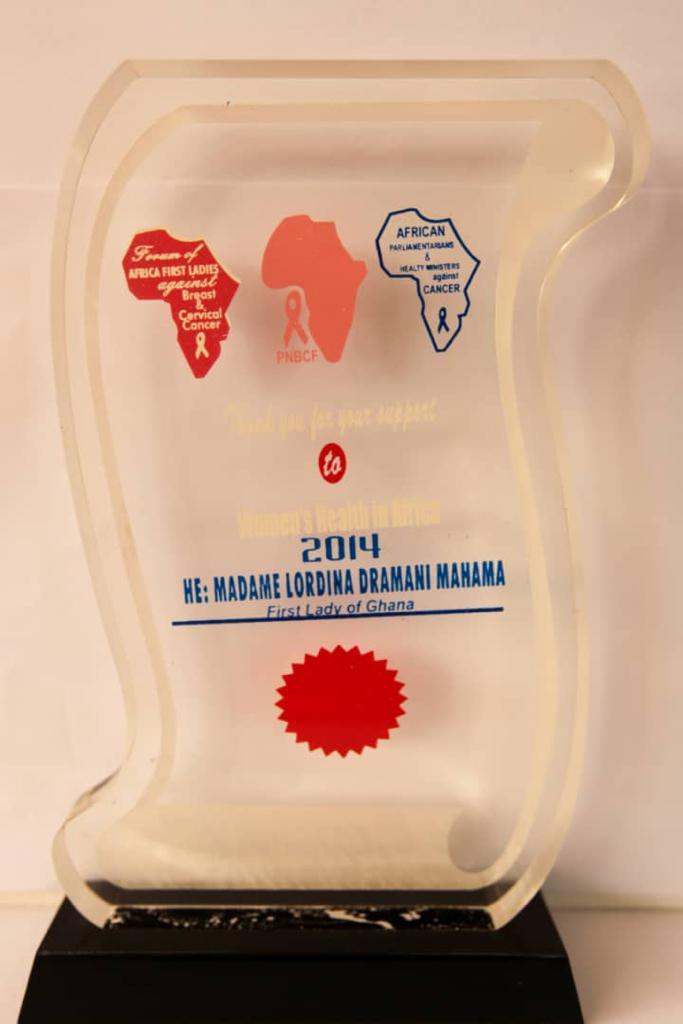 Forum of
AFRICA FIRST LADIES
against
Breast
&
Cervical
Cancer
PNBCF
AFRICAN
PARLIAMENTARIANS
&
HEALTY MINISTERS
against
CANCER
Thank you for your support
to
Women's Health in Africa
2014
HE: MADAME LORDINA DRAMANI MAHAMA
First Lady of Ghana